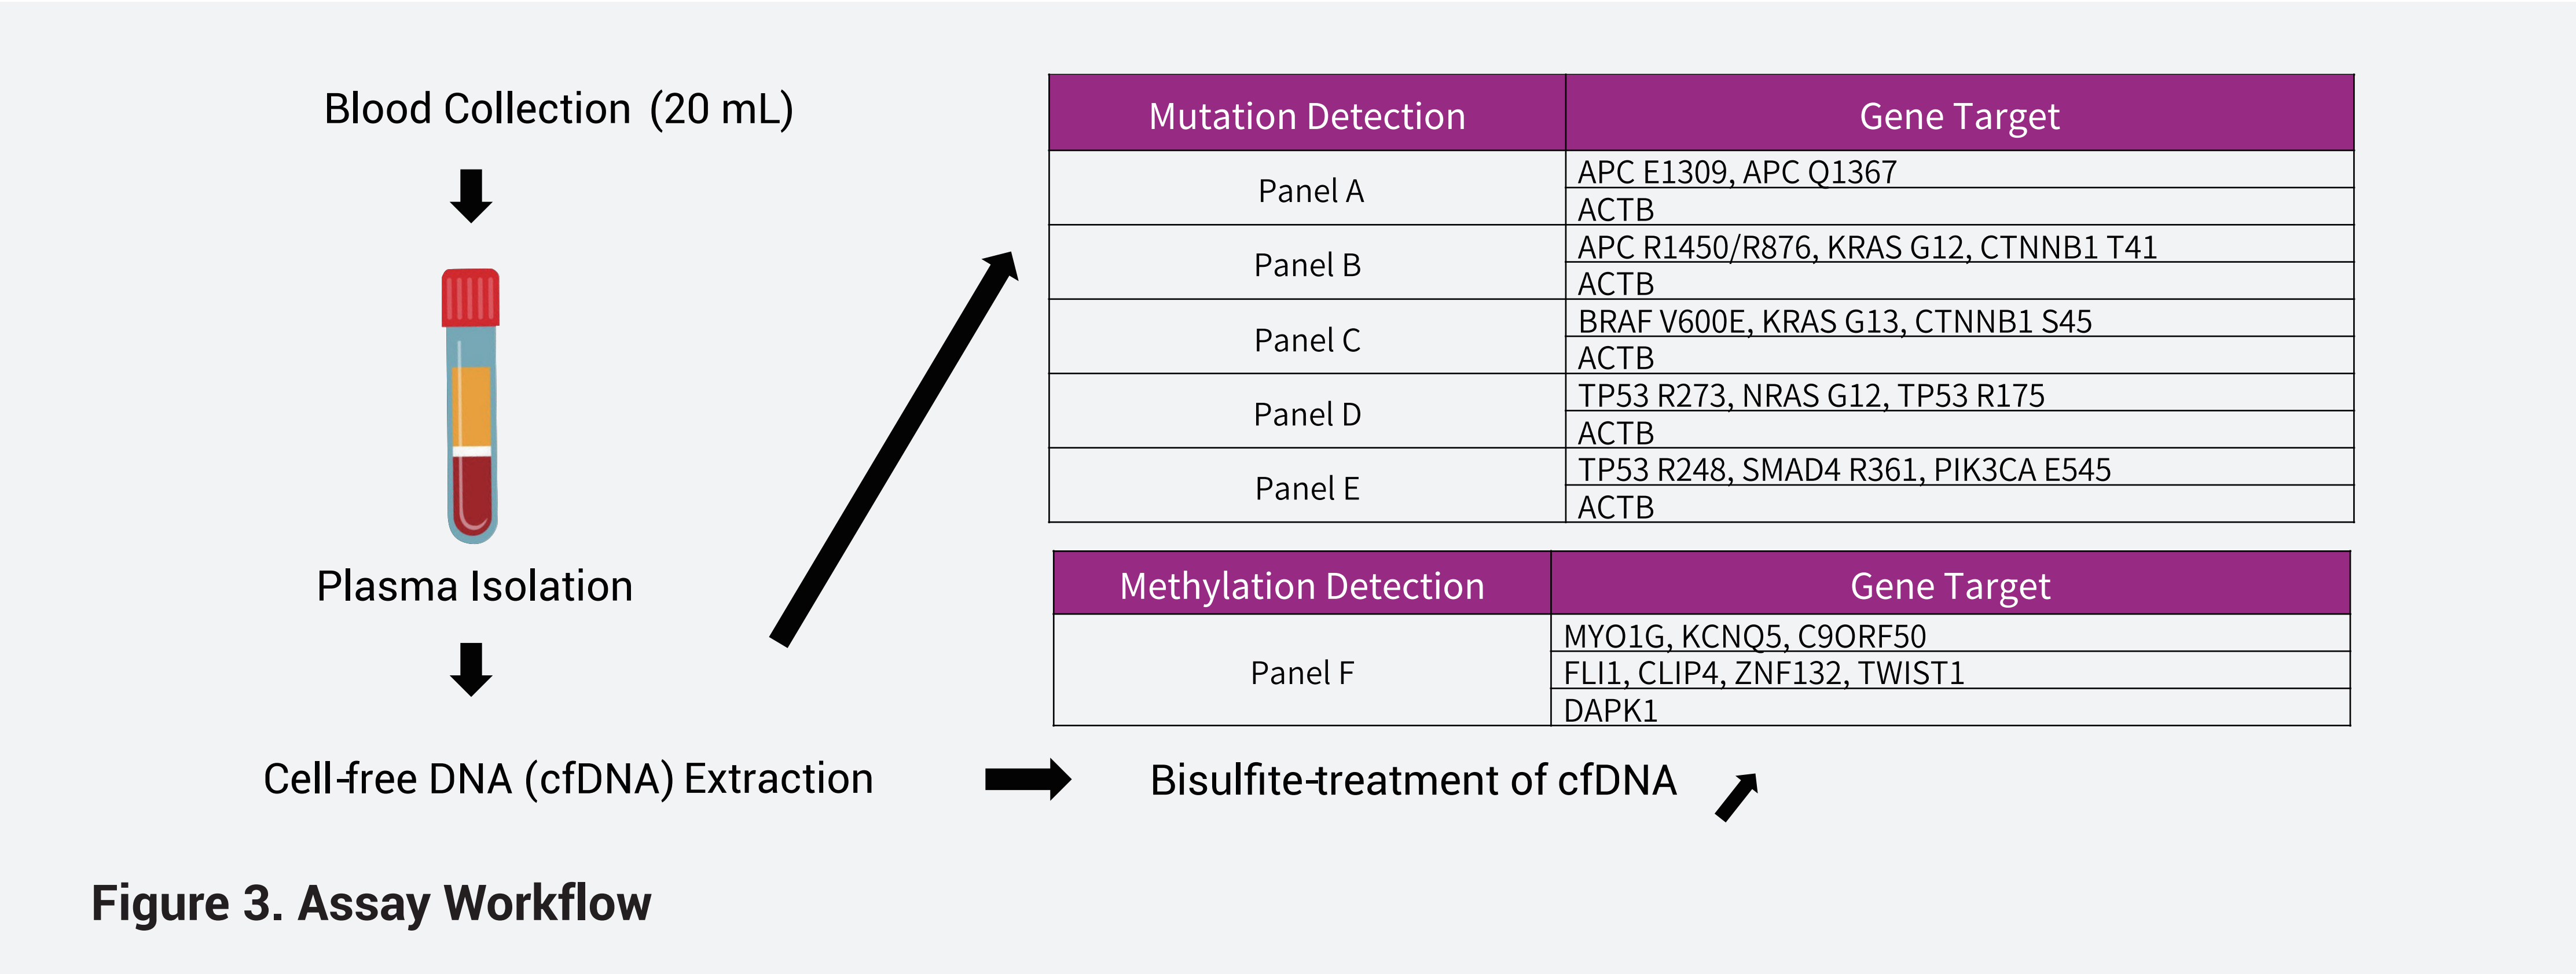 Blood Collection (20 mL)
Plasma Isolation
Cell-free DNA (cfDNA) Extraction
Mutation Detection Gene Target
Panel A
APC E1309, APC Q1367
ACTB
Panel B
APC R1450/R876, KRAS G12, CTNNB1 T41
ACTB
Panel C
BRAF V600E, KRAS G13, CTNNB1 S45
ACTB
Panel D
TP53 R273, NRAS G12, TP53 R175
ACTB
Panel E
TP53 R248, SMAD4 R361, PIK3CA E545
ACTB
Methylation Detection Gene Target
Panel F
MYO1G, KCNQ5, C9ORF50
FLI1, CLIP4, ZNF132, TWIST1
DAPK1
Bisulfite-treatment of cfDNA
Figure 3. Assay Workflow